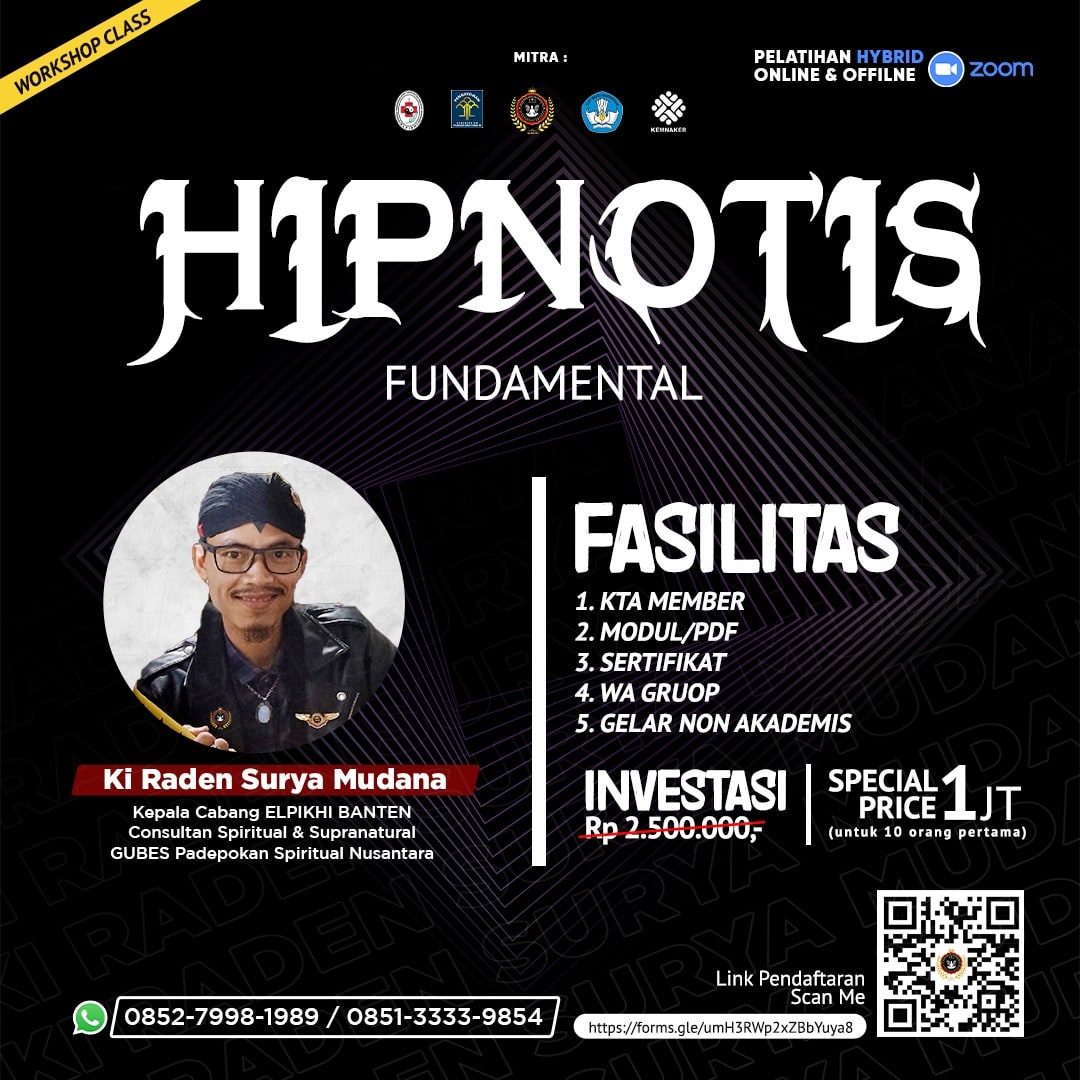 WORKSHOP CLASS
MITRA :
PELATIHAN HYBRID
ONLINE & OFFILNE
zoom
KEMNAKER
HIPNOTIS
FUNDAMENTAL
Ki Raden Surya Mudana
Kepala Cabang ELPIKHI BANTEN
Consultan Spiritual & Supranatural
GUBES Padepokan Spiritual Nusantara
FASILITAS
1. KTA MEMBER
2. MODUL/PDF
3. SERTIFIKAT
4. WA GRUOP
5. GELAR NON AKADEMIS
INVESTASI
Rp 2.500.000,-
SPECIAL
PRICE 1JT
(untuk 10 orang pertama)
Link Pendaftaran
Scan Me
https://forms.gle/umH3RWp2xZBbYuya8
0852-7998-1989 / 0851-3333-9854